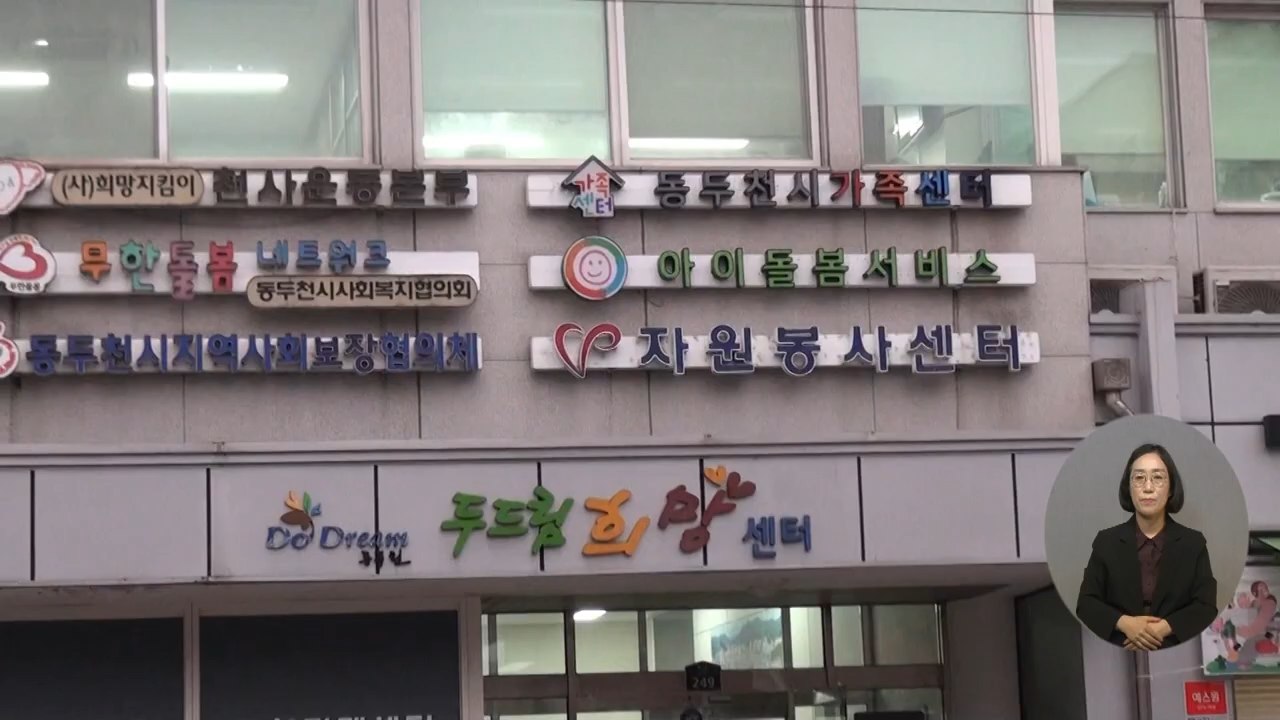 (사)희망지킴이 천사운동본부
무한돌봄 네트워크
동두천시사회복지협의회
동두천시지역사회보장협의체
가족센터 동두천시가족센터
아이돌봄서비스
자원봉사센터
Do Dream 두드림희망센터
249
에스원